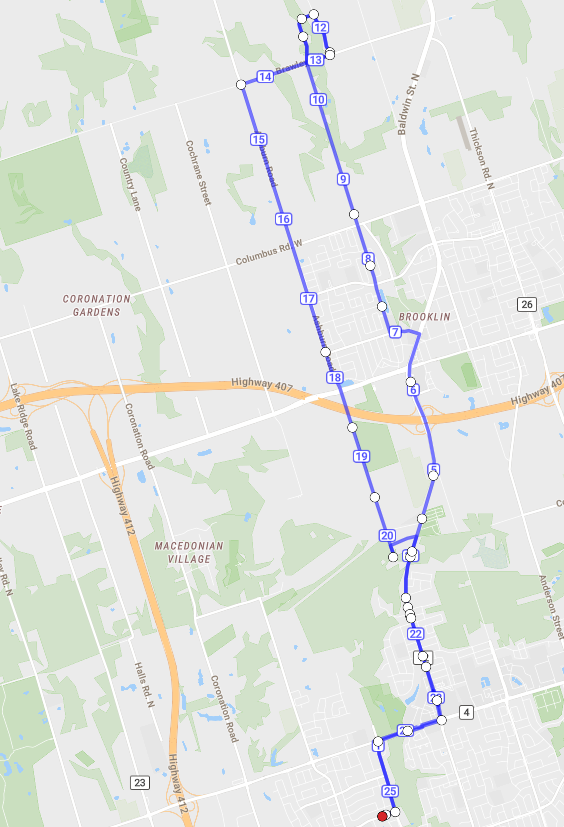 12
13
Brawle
14
10
Baldwin St. N
Thickson Rd. N
15
Cochrane Street
Country Lane
9
16
Columbus Rd. W
8
17
CORONATION
GARDENS
26
BROOKLIN
7
18
Highway 407
6
Highway 407
Lake Ridge Road
Coronation Road
19
5
Highway 412
20
MACEDONIAN
VILLAGE
Anderson Street
22
Halls Rd. N
Coronation Road
4
23
Highway 412
25